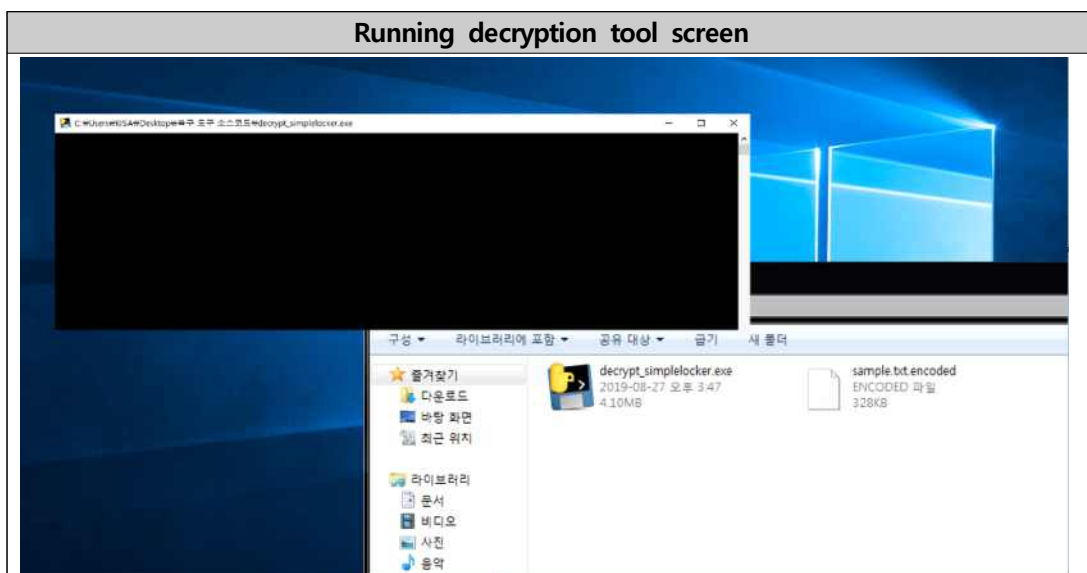 Running decryption tool screen
C:₩Users₩KISA₩Desktop₩복구 도구 소스코드₩decrypt_simplelocker.exe
구성 라이브러리에 포함 공유 대상 굽기 새 폴더
즐겨찾기
다운로드
바탕 화면
최근 위치
라이브러리
문서
비디오
사진
음악
decrypt_simplelocker.exe
2019-08-27 오후 3:47
4.10MB
sample.txt.encoded
ENCODED 파일
328KB